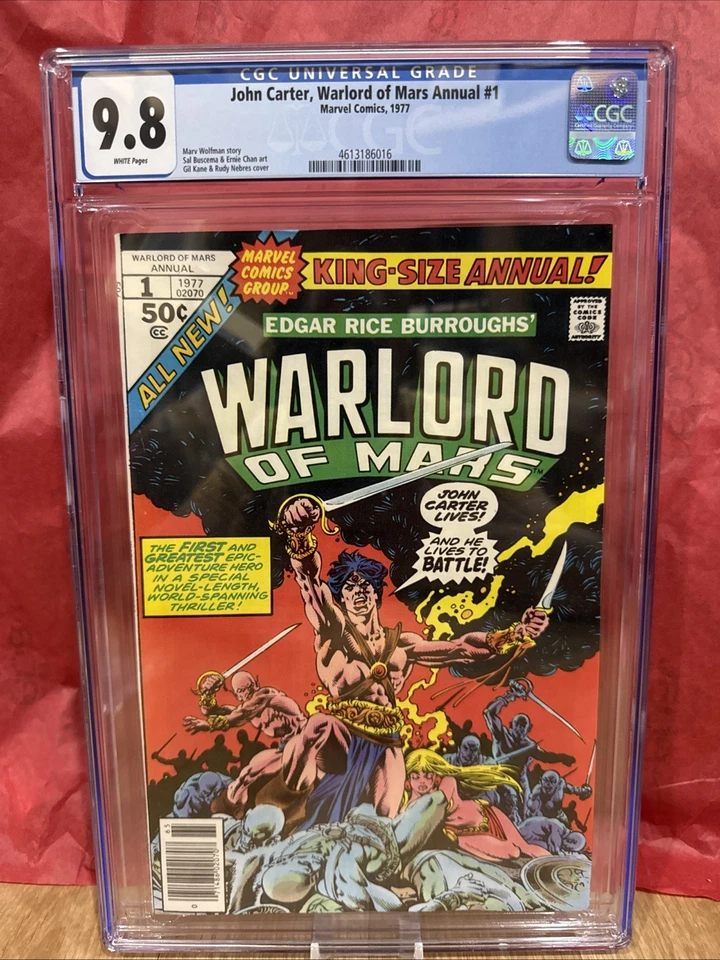 CGC UNIVERSAL GRADE
9.8
WHITE Pages
John Carter, Warlord of Mars Annual #1
Marvel Comics, 1977
Marv Wolfman story
Sal Buscema & Ernie Chan art
Gil Kane & Rudy Nebres cover
4613186016
CGC
CGC
WARLORD OF MARS
ANNUAL
1
1977
02070
50¢
CC
ALL NEW!
MARVEL
COMICS
GROUP™
KING-SIZE ANNUAL!
APPROVED
BY THE
COMICS
CODE
AUTHORITY
EDGAR RICE BURROUGHS'
WARLORD
OF MARS™
JOHN
CARTER
LIVES!
AND HE
LIVES TO
BATTLE!
THE FIRST AND
GREATEST EPIC-
ADVENTURE HERO
IN A SPECIAL
NOVEL-LENGTH,
WORLD-SPANNING
THRILLER!